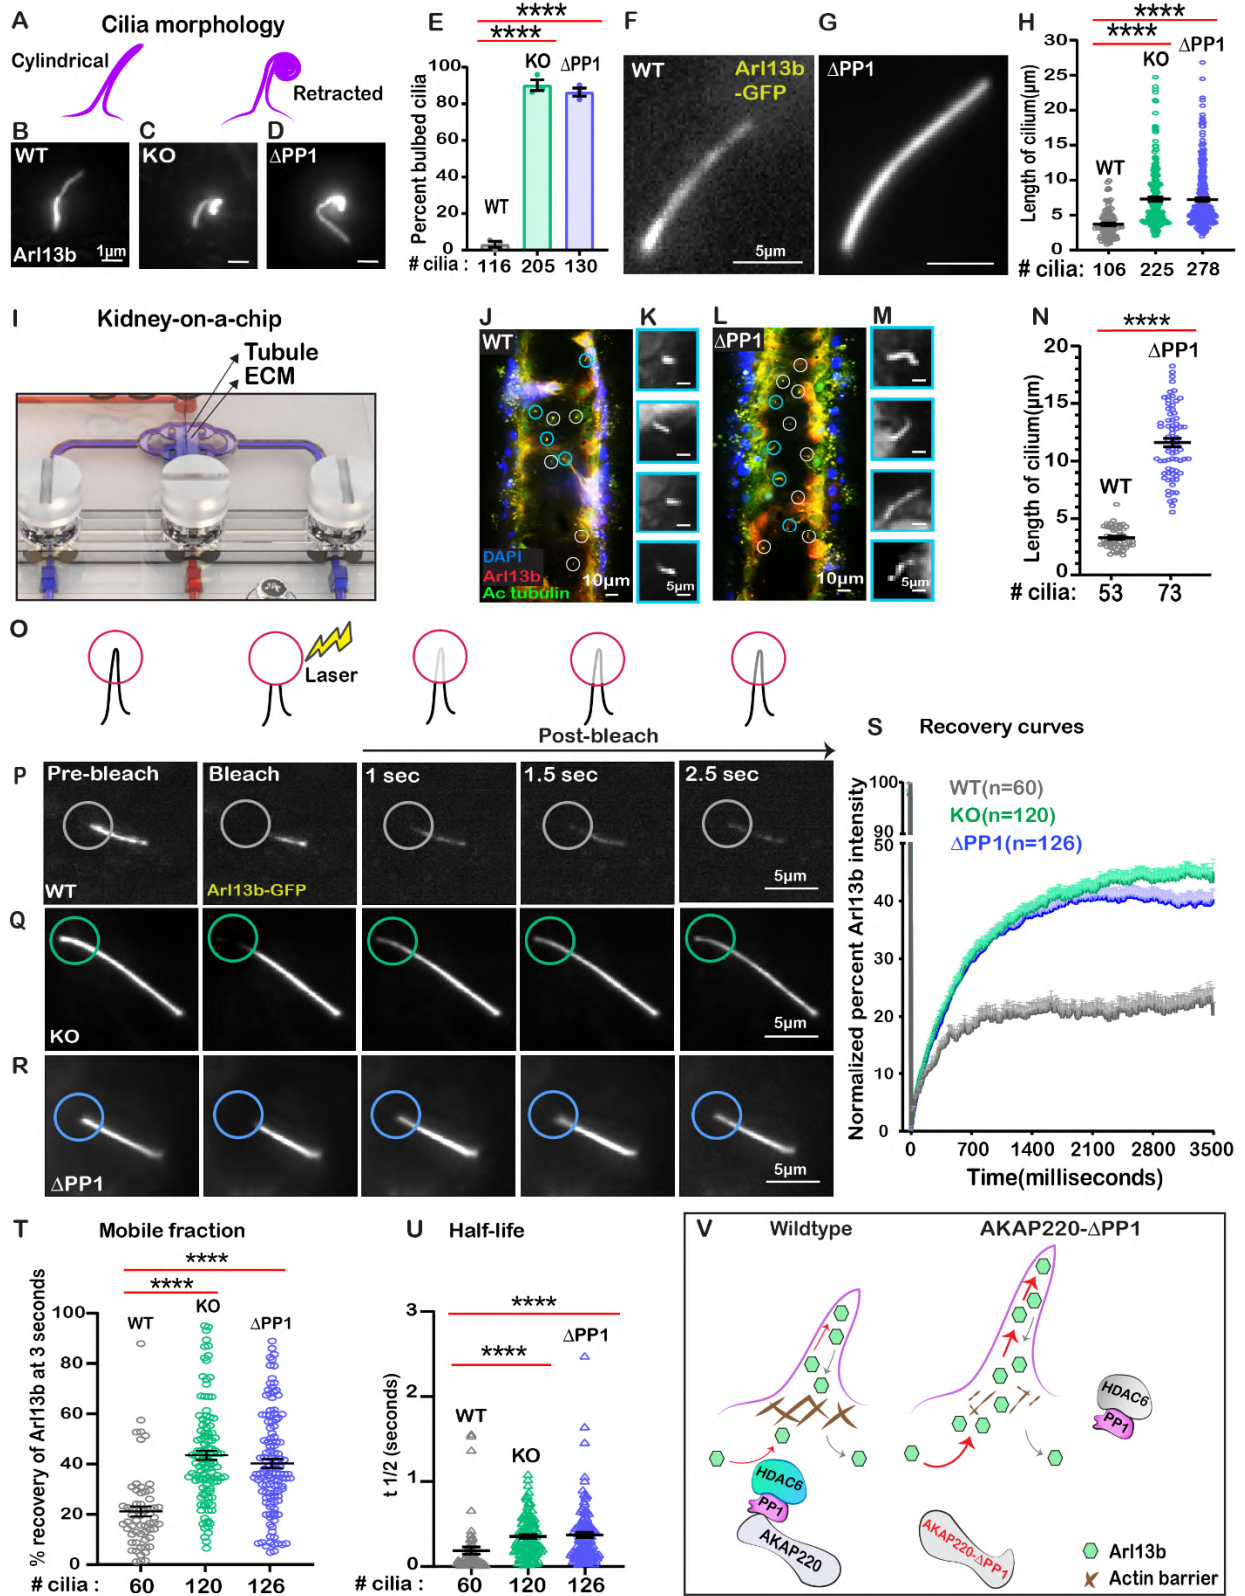 A Cilia morphology
Cylindrical
Retracted
B WT
Arl13b 1µm
C KO
D ΔPP1
E
****
****
KO ΔPP1
WT
Percent bulbed cilia
100
80
60
40
20
0
# cilia : 116 205 130
F WT
Arl13b
-GFP
5µm
G ΔPP1
H
****
****
KO ΔPP1
WT
Length of cilium(µm)
30
25
20
15
10
5
0
# cilia: 106 225 278
I Kidney-on-a-chip
Tubule
ECM
J WT
DAPI
Arl13b
Ac tubulin
10µm
K
5µm
L ΔPP1
10µm
M
5µm
N
****
ΔPP1
WT
Length of cilium(µm)
20
15
10
5
0
# cilia: 53 73
O
Laser
Post-bleach
P Pre-bleach Bleach 1 sec 1.5 sec 2.5 sec
WT Arl13b-GFP 5µm
Q
KO 5µm
R
ΔPP1 5µm
S Recovery curves
WT(n=60)
KO(n=120)
ΔPP1(n=126)
Normalized percent Arl13b intensity
100
90
50
40
30
20
10
0
0 700 1400 2100 2800 3500
Time(milliseconds)
T Mobile fraction
****
****
WT KO ΔPP1
% recovery of Arl13b at 3 seconds
100
80
60
40
20
0
# cilia : 60 120 126
U Half-life
****
****
WT KO ΔPP1
t 1/2 (seconds)
3
2
1
0
# cilia : 60 120 126
V Wildtype AKAP220-ΔPP1
HDAC6
PP1
AKAP220
HDAC6
PP1
AKAP220-ΔPP1
Arl13b
Actin barrier